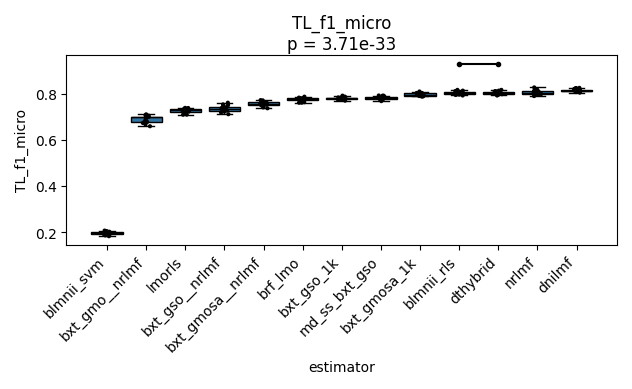 TL_f1_micro
p = 3.71e-33
TL_f1_micro
0.8
0.6
0.4
0.2
blmnii_svm
bxt_gmo__nrlmf
lmorls
bxt_gso__nrlmf
bxt_gmosa__nrlmf
brf_lmo
bxt_gso_1k
md_ss_bxt_gso
bxt_gmosa_1k
blmnii_rls
dthybrid
nrlmf
dnilmf
estimator